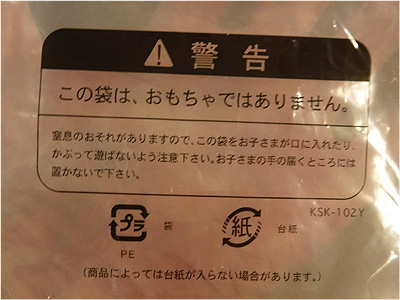 警告
この袋は、おもちゃではありません。
窒息のおそれがありますので、この袋をお子さまが口に入れたり、
かぶって遊ばないよう注意下さい。お子さまの手の届くところには
置かないで下さい。
KSK-102Y
プラ 袋 紙 台紙
PE
(商品によっては台紙が入らない場合があります。)